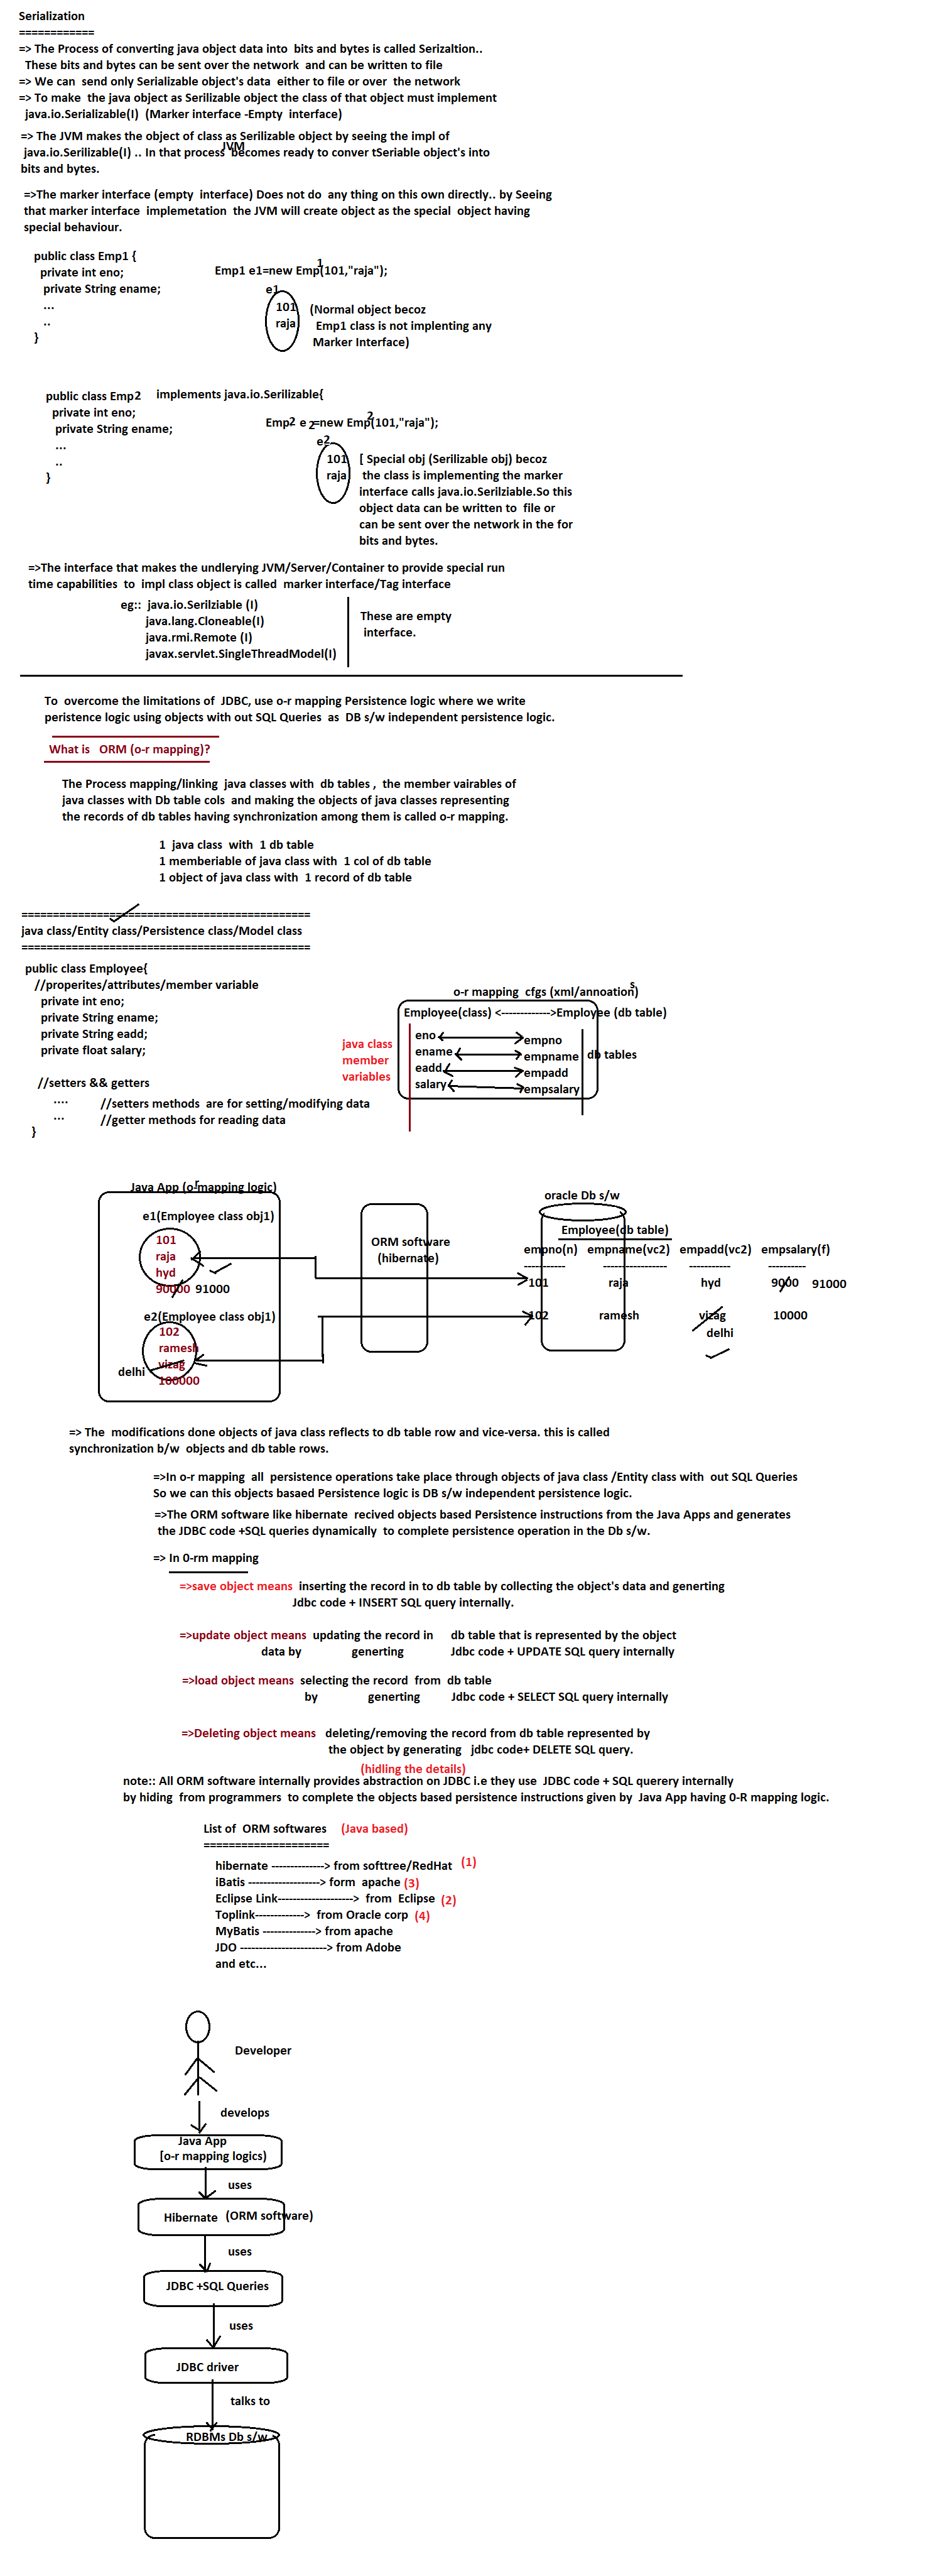 Serialization
============
=> The Process of converting java object data into  bits and bytes is called Serizaltion..
These bits and bytes can be sent over the network  and can be written to file
=> We can  send only Serializable object's data  either to file or over  the network
=> To make  the java object as Serilizable object the class of that object must implement
java.io.Serializable(I)  (Marker interface -Empty  interface)
=> The JVM makes the object of class as Serilizable object by seeing the impl of
JVM
java.io.Serilizable(I) .. In that process  becomes ready to conver tSeriable object's into
bits and bytes.
=>The marker interface (empty  interface) Does not do  any thing on this own directly.. by Seeing
that marker interface  implemetation  the JVM will create object as the special  object having
special behaviour.
public class Emp1 {
private int eno;
private String ename;
...
..
}
Emp1 e1=new Emp1(101,"raja");
e1
101
raja
(Normal object becoz
Emp1 class is not implenting any
Marker Interface)
public class Emp2   implements java.io.Serilizable{
private int eno;
private String ename;
...
..
}
Emp2 e2=new Emp2(101,"raja");
e2
101
raja
[ Special obj (Serilizable obj) becoz
the class is implementing the marker
interface calls java.io.Serilziable.So this
object data can be written to  file or
can be sent over the network in the for
bits and bytes.
=>The interface that makes the undlerying JVM/Server/Container to provide special run
time capabilities  to  impl class object is called  marker interface/Tag interface
eg::  java.io.Serilziable (I)
java.lang.Cloneable(I)
java.rmi.Remote (I)
javax.servlet.SingleThreadModel(I)
These are empty
interface.
To  overcome the limitations of  JDBC, use o-r mapping Persistence logic where we write
peristence logic using objects with out SQL Queries  as  DB s/w independent persistence logic.
What is   ORM (o-r mapping)?
The Process mapping/linking  java classes with  db tables ,  the member vairables of
java classes with Db table cols  and making the objects of java classes representing
the records of db tables having synchronization among them is called o-r mapping.
1  java class  with  1 db table
1 memberiable of java class with  1 col of db table
1 object of java class with  1 record of db table
==============================================
java class/Entity class/Persistence class/Model class
==============================================
public class Employee{
//properites/attributes/member variable
private int eno;
private String ename;
private String eadd;
private float salary;
//setters && getters
....   //setters methods  are for setting/modifying data
...   //getter methods for reading data
}
o-r mapping  cfgs (xml/annoations)
Employee(class) <------------->Employee (db table)
java class
member
variables
eno   empno
ename   empname
eadd   empadd
salary   empsalary
db tables
Java App (o-r mapping logic)
e1(Employee class obj1)
101
raja
hyd
90000   91000
e2(Employee class obj1)
102
ramesh
vizag
delhi
100000
ORM software
(hibernate)
oracle Db s/w
Employee(db table)
empno(n)   empname(vc2)   empadd(vc2)   empsalary(f)
-----------   -----------------   -----------   ----------
101   raja   hyd   9000   91000
102   ramesh   vizag   10000
delhi
=> The  modifications done objects of java class reflects to db table row and vice-versa. this is called
synchronization b/w  objects and db table rows.
=>In o-r mapping  all  persistence operations take place through objects of java class /Entity class with  out SQL Queries
So we can this objects basaed Persistence logic is DB s/w independent persistence logic.
=>The ORM software like hibernate  recived objects based Persistence instructions from the Java Apps and generates
the JDBC code +SQL queries dynamically  to complete persistence operation in the Db s/w.
=> In 0-rm mapping
=>save object means  inserting the record in to db table by collecting the object's data and generting
Jdbc code + INSERT SQL query internally.
=>update object means  updating the record in   db table that is represented by the object
data by   generting   Jdbc code + UPDATE SQL query internally
=>load object means  selecting the record  from  db table
by   generting   Jdbc code + SELECT SQL query internally
=>Deleting object means   deleting/removing the record from db table represented by
the object by generating   jdbc code+ DELETE SQL query.
(hidling the details)
note:: All ORM software internally provides abstraction on JDBC i.e they use  JDBC code + SQL querery internally
by hiding  from programmers  to complete the objects based persistence instructions given by  Java App having 0-R mapping logic.
List of  ORM softwares   (Java based)
====================
hibernate --------------> from softtree/RedHat  (1)
iBatis -------------------> form  apache (3)
Eclipse Link-------------------->  from  Eclipse  (2)
Toplink------------->  from Oracle corp  (4)
MyBatis --------------> from apache
JDO -----------------------> from Adobe
and etc...
Developer
develops
Java App
[o-r mapping logics)
uses
Hibernate  (ORM software)
uses
JDBC +SQL Queries
uses
JDBC driver
talks to
RDBMs Db s/w